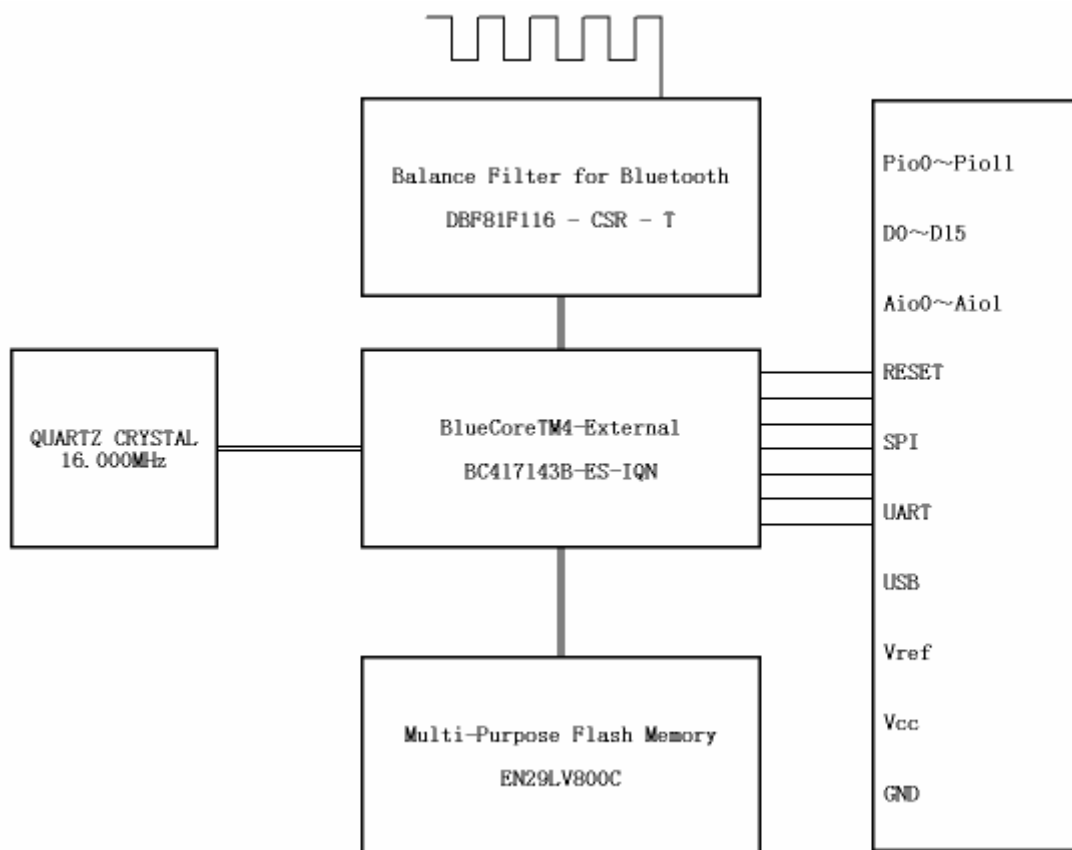 Balance Filter for Bluetooth
DBF81F116 - CSR - T
QUARTZ CRYSTAL
16.000MHz
BlueCoreTM4-External
BC417143B-ES-IQN
Multi-Purpose Flash Memory
EN29LV800C
Pio0～Pio11
D0～D15
Aio0～Aio1
RESET
SPI
UART
USB
Vref
Vcc
GND